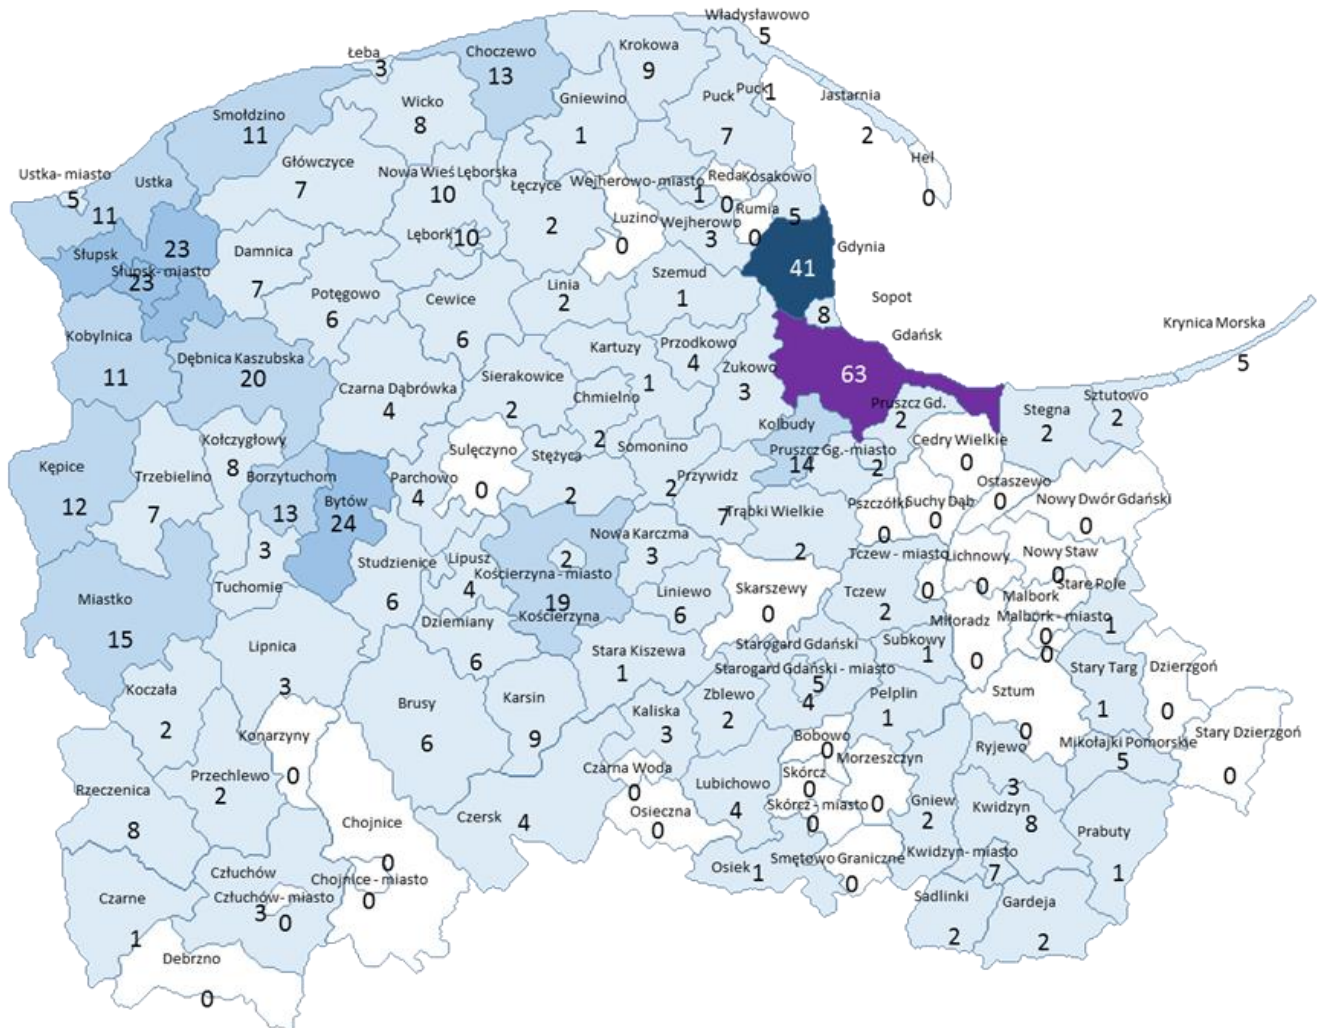 Władysławowo
5
Łeba
3
Choczewo
13
Krokowa
9
Puck
7
Puck
1
Jastarnia
2
Hel
0
Wicko
8
Gniewino
1
Smołdzino
11
Główczyce
7
Nowa Wieś Lęborska
10
Łęczyce
2
Wejherowo-miasto
1
Reda
0
Kosakowo
5
Ustka- miasto
5
Ustka
11
Lębork
10
Luzino
0
Wejherowo
3
Rumia
0
Gdynia
41
Słupsk
23
Słupsk- miasto
23
Damnica
7
Potęgowo
6
Cewice
6
Linia
2
Szemud
1
Sopot
8
Gdańsk
63
Krynica Morska
5
Kobylnica
11
Dębnica Kaszubska
20
Czarna Dąbrówka
4
Sierakowice
2
Kartuzy
1
Przodkowo
4
Żukowo
3
Chmielno
2
Pruszcz Gd.
2
Stegna
2
Sztutowo
2
Kolbudy
14
Pruszcz Gg.-miasto
2
Cedry Wielkie
0
Kępice
12
Trzebielino
7
Kołczygłowy
8
Borzytuchom
13
Bytów
24
Parchowo
4
Sulęczyno
0
Stężyca
2
Somonino
2
Przywidz
7
Trąbki Wielkie
2
Pszczółki
0
Suchy Dąb
0
Ostaszewo
0
Nowy Dwór Gdański
0
Miastko
15
Tuchomie
3
Studzienice
6
Lipusz
4
Kościerzyna - miasto
2
Kościerzyna
19
Nowa Karczma
3
Liniewo
6
Skarszewy
0
Tczew - miasto
0
Tczew
2
Lichnowy
0
Nowy Staw
0
Stare Pole
1
Malbork
0
Malbork - miasto
0
Miłoradz
0
Lipnica
3
Dziemiany
6
Stara Kiszewa
1
Starogard Gdański
5
Starogard Gdański - miasto
4
Subkowy
1
Stary Targ
1
Dzierzgoń
0
Stary Dzierzgoń
0
Koczała
2
Konarzyny
0
Brusy
6
Karsin
9
Kaliska
3
Zblewo
2
Pelplin
1
Sztum
0
Mikołajki Pomorskie
5
Ryjewo
3
Rzeczenica
8
Przechlewo
2
Chojnice
0
Chojnice - miasto
0
Czersk
4
Czarna Woda
0
Osieczna
0
Lubichowo
4
Bobowo
0
Skórcz
0
Skórcz - miasto
0
Morzeszczyn
0
Gniew
2
Kwidzyn
8
Kwidzyn-miasto
7
Prabuty
1
Czarne
1
Człuchów
3
Człuchów- miasto
0
Debrzno
0
Osiek
1
Smętowo Graniczne
0
Sadlinki
2
Gardeja
2